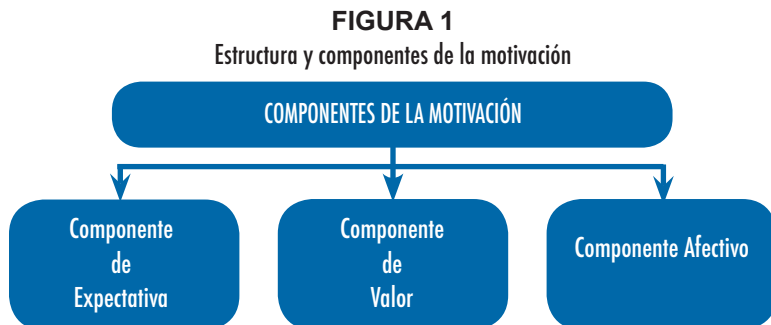 FIGURA 1
Estructura y componentes de la motivación
COMPONENTES DE LA MOTIVACIÓN
Componente
de
Expectativa
Componente
de
Valor
Componente Afectivo